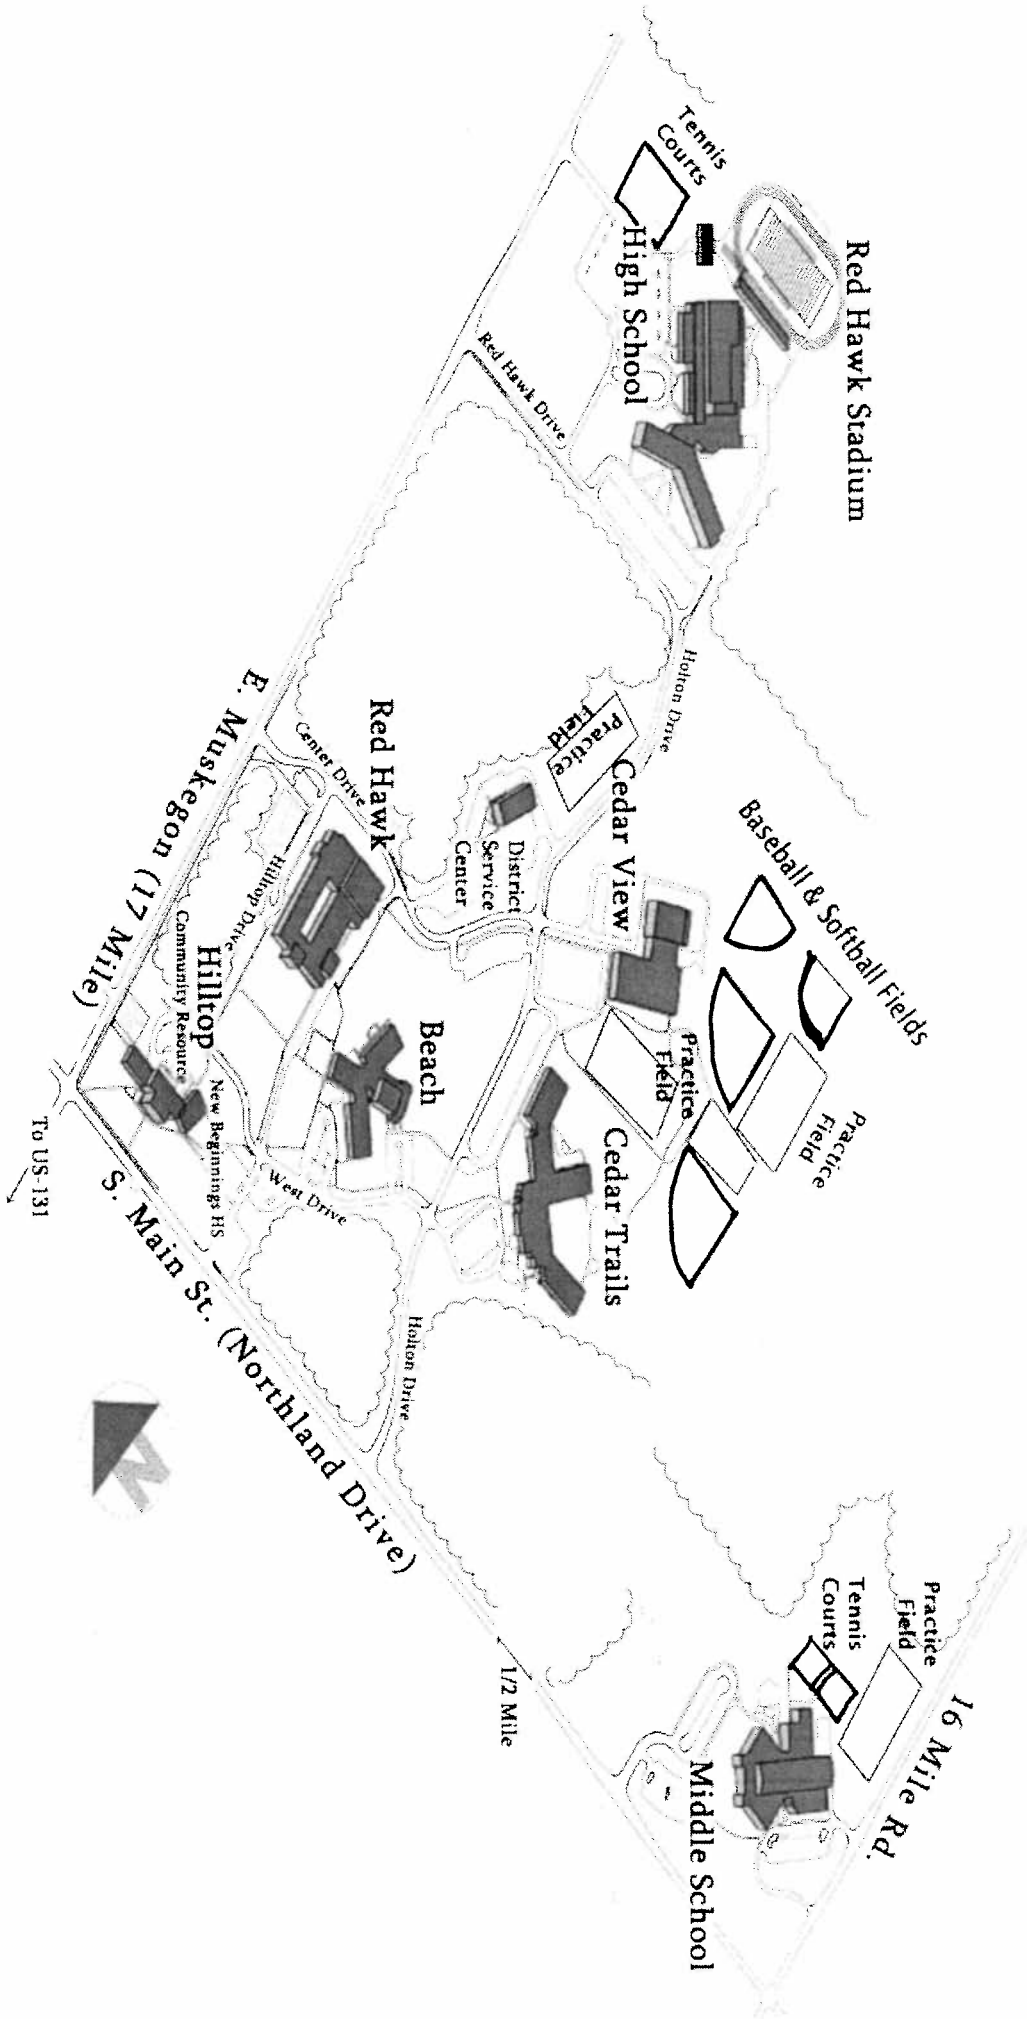 Red Hawk Stadium
Tennis
Courts
High School
Red Hawk Drive
Holton Drive
Practice
Field
Cedar View
Baseball & Softball Fields
District
Service
Center
Red Hawk
Center Drive
E. Muskegon (17 Mile)
Hilltop Drive
Hilltop
Community Resource
New Beginnings HS
Beach
Practice
Field
Practice
Field
Cedar Trails
West Drive
Holton Drive
S. Main St. (Northland Drive)
To US-131
N
1/2 Mile
Practice
Field
Tennis
Courts
16 Mile Rd.
Middle School